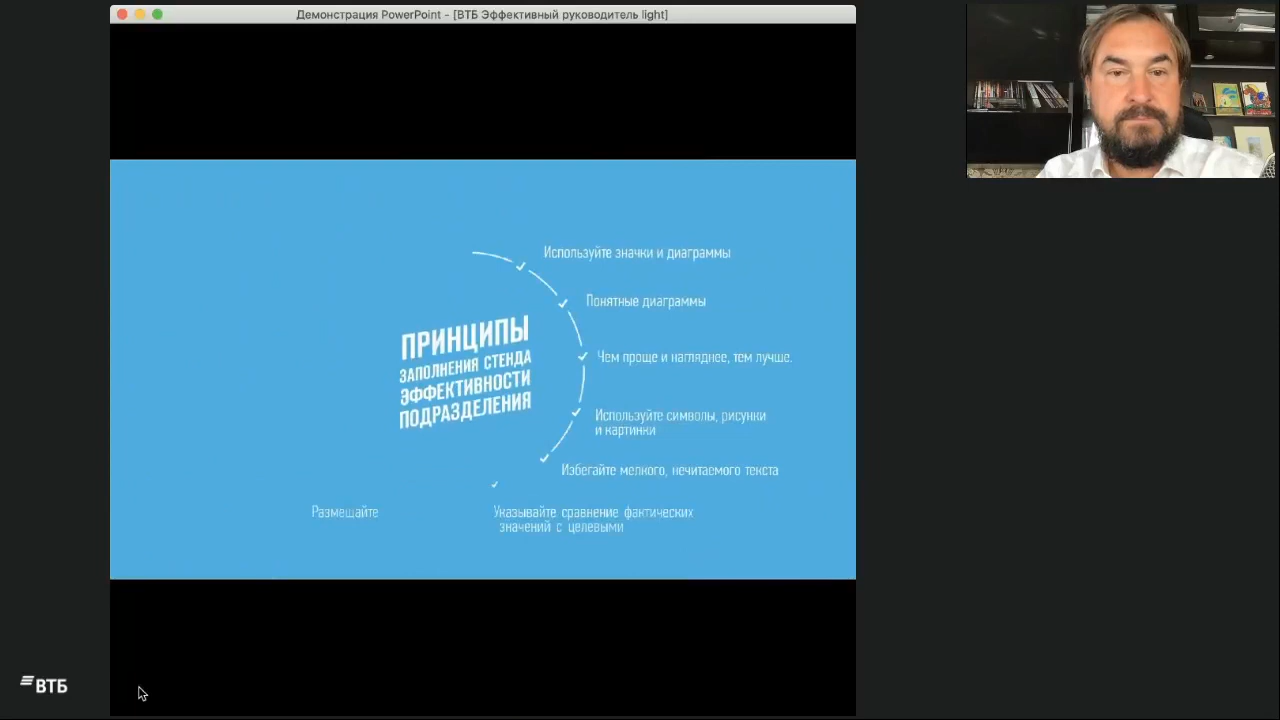 Демонстрация PowerPoint - [ВТБ Эффективный руководитель light]
Используйте значки и диаграммы
Понятные диаграммы
ПРИНЦИПЫ
ЗАПОЛНЕНИЯ СТЕНДА
ЭФФЕКТИВНОСТИ
ПОДРАЗДЕЛЕНИЯ
Чем проще и нагляднее, тем лучше.
Используйте символы, рисунки
и картинки
Избегайте мелкого, нечитаемого текста
Размещайте
Указывайте сравнение фактических
значений с целевыми
ВТБ